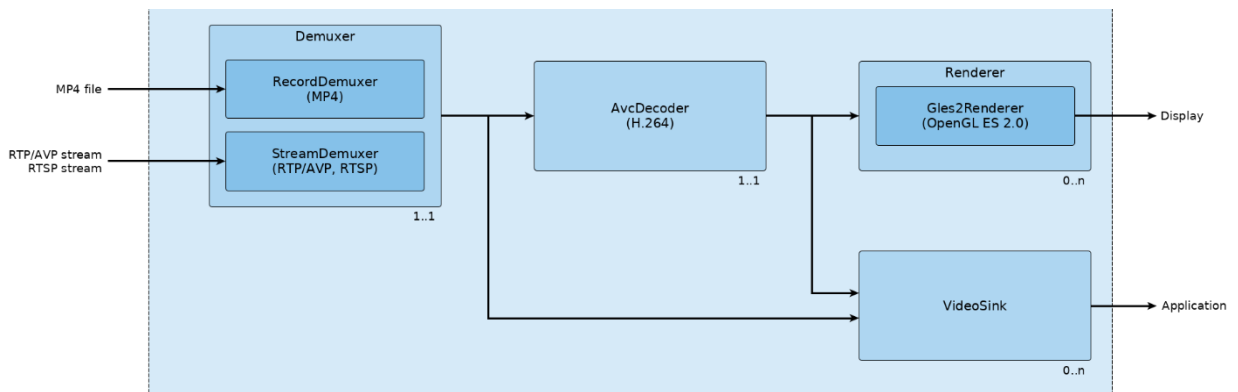 Demuxer
MP4 file
RecordDemuxer
(MP4)
RTP/AVP stream
RTSP stream
StreamDemuxer
(RTP/AVP, RTSP)
1..1
AvcDecoder
(H.264)
1..1
Renderer
Gles2Renderer
(OpenGL ES 2.0)
Display
0..n
VideoSink
Application
0..n